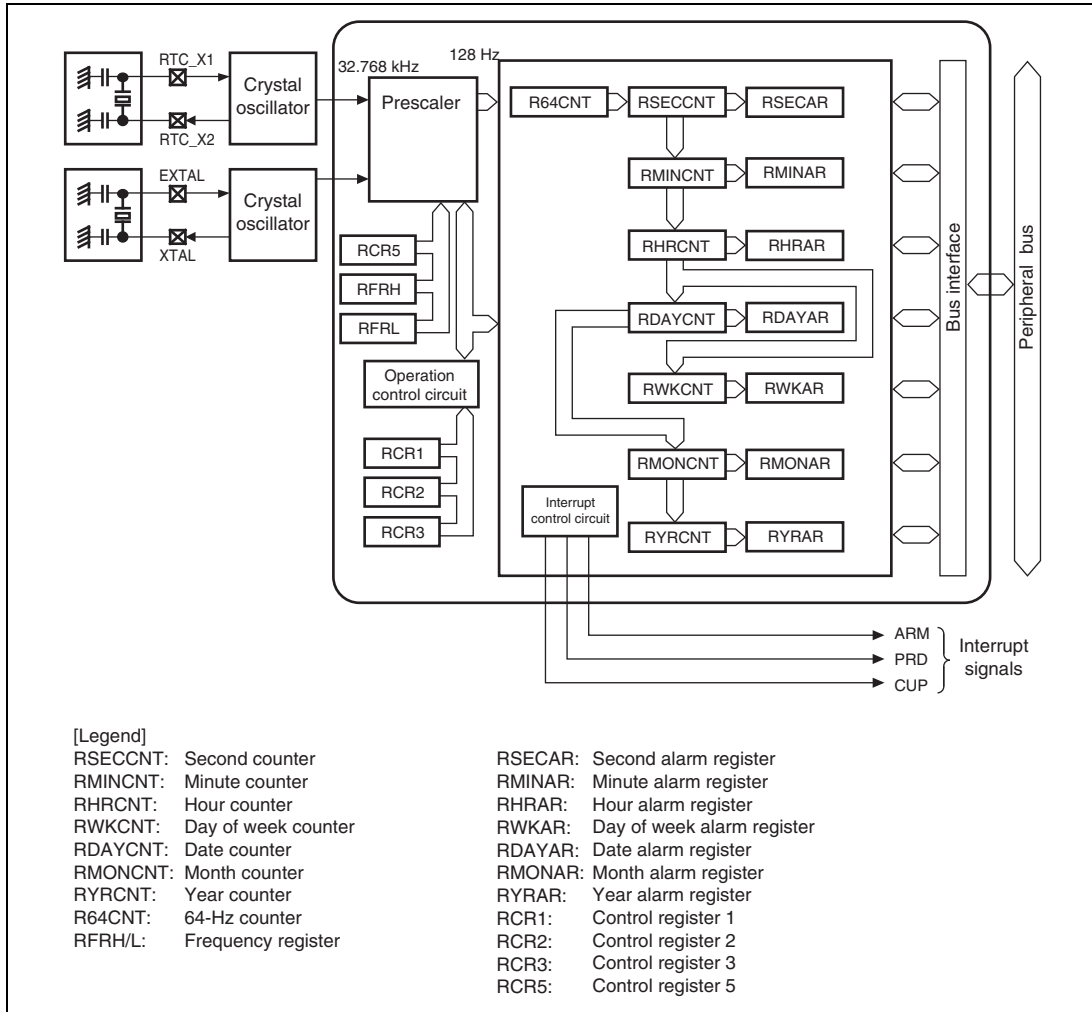 RTC_X1
RTC_X2
Crystal
oscillator
EXTAL
XTAL
Crystal
oscillator
32.768 kHz
128 Hz
Prescaler
RCR5
RFRH
RFRL
Operation
control circuit
RCR1
RCR2
RCR3
R64CNT
RSECCNT
RSECAR
RMINCNT
RMINAR
RHRCNT
RHRAR
RDAYCNT
RDAYAR
RWKCNT
RWKAR
RMONCNT
RMONAR
RYRCNT
RYRAR
Interrupt
control circuit
Bus interface
Peripheral bus
ARM
PRD
CUP
Interrupt
signals
[Legend]
RSECCNT: Second counter
RMINCNT: Minute counter
RHRCNT: Hour counter
RWKCNT: Day of week counter
RDAYCNT: Date counter
RMONCNT: Month counter
RYRCNT: Year counter
R64CNT: 64-Hz counter
RFRH/L: Frequency register
RSECAR: Second alarm register
RMINAR: Minute alarm register
RHRAR: Hour alarm register
RWKAR: Day of week alarm register
RDAYAR: Date alarm register
RMONAR: Month alarm register
RYRAR: Year alarm register
RCR1: Control register 1
RCR2: Control register 2
RCR3: Control register 3
RCR5: Control register 5